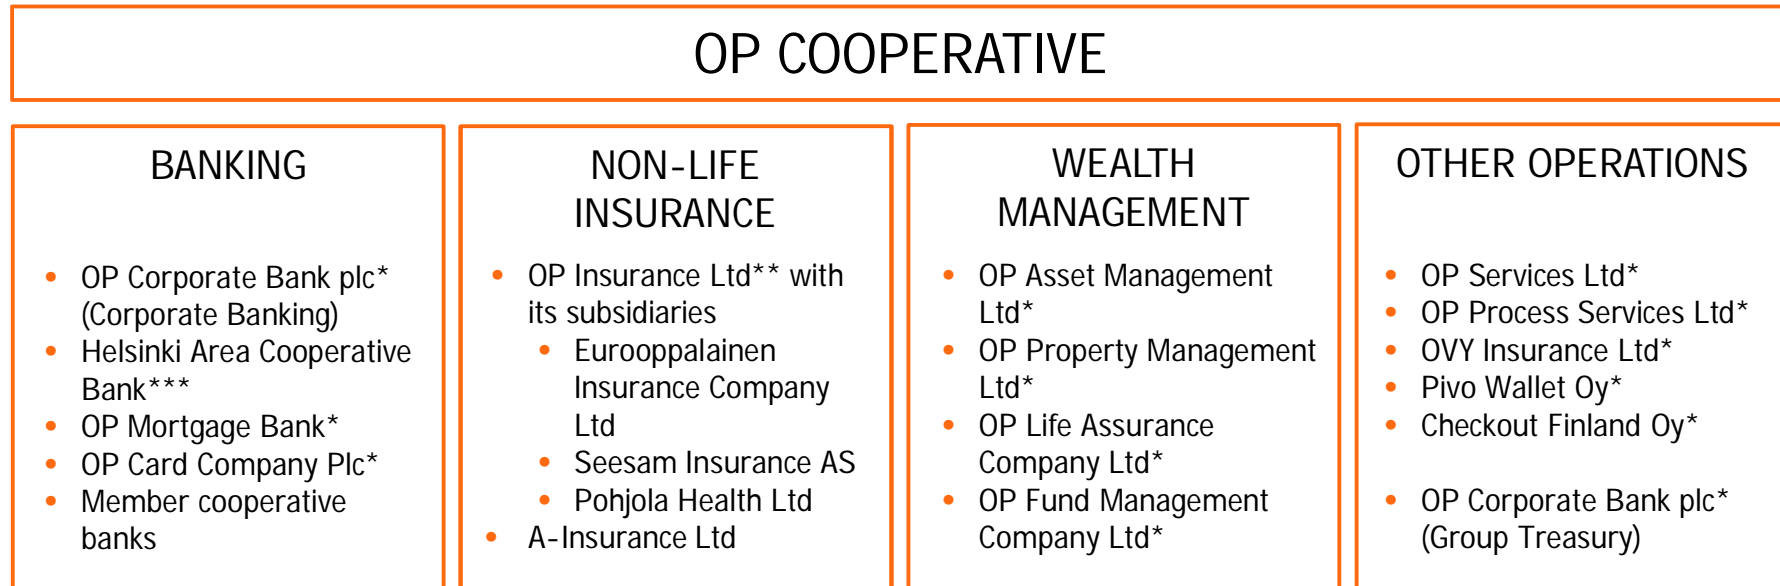 OP COOPERATIVE
BANKING
• OP Corporate Bank plc*
(Corporate Banking)
• Helsinki Area Cooperative
Bank***
• OP Mortgage Bank*
• OP Card Company Plc*
• Member cooperative
banks
NON-LIFE
INSURANCE
• OP Insurance Ltd** with
its subsidiaries
• Eurooppalainen
Insurance Company
Ltd
• Seesam Insurance AS
• Pohjola Health Ltd
• A-Insurance Ltd
WEALTH
MANAGEMENT
• OP Asset Management
Ltd*
• OP Property Management
Ltd*
• OP Life Assurance
Company Ltd*
• OP Fund Management
Company Ltd*
OTHER OPERATIONS
• OP Services Ltd*
• OP Process Services Ltd*
• OVY Insurance Ltd*
• Pivo Wallet Oy*
• Checkout Finland Oy*
• OP Corporate Bank plc*
(Group Treasury)